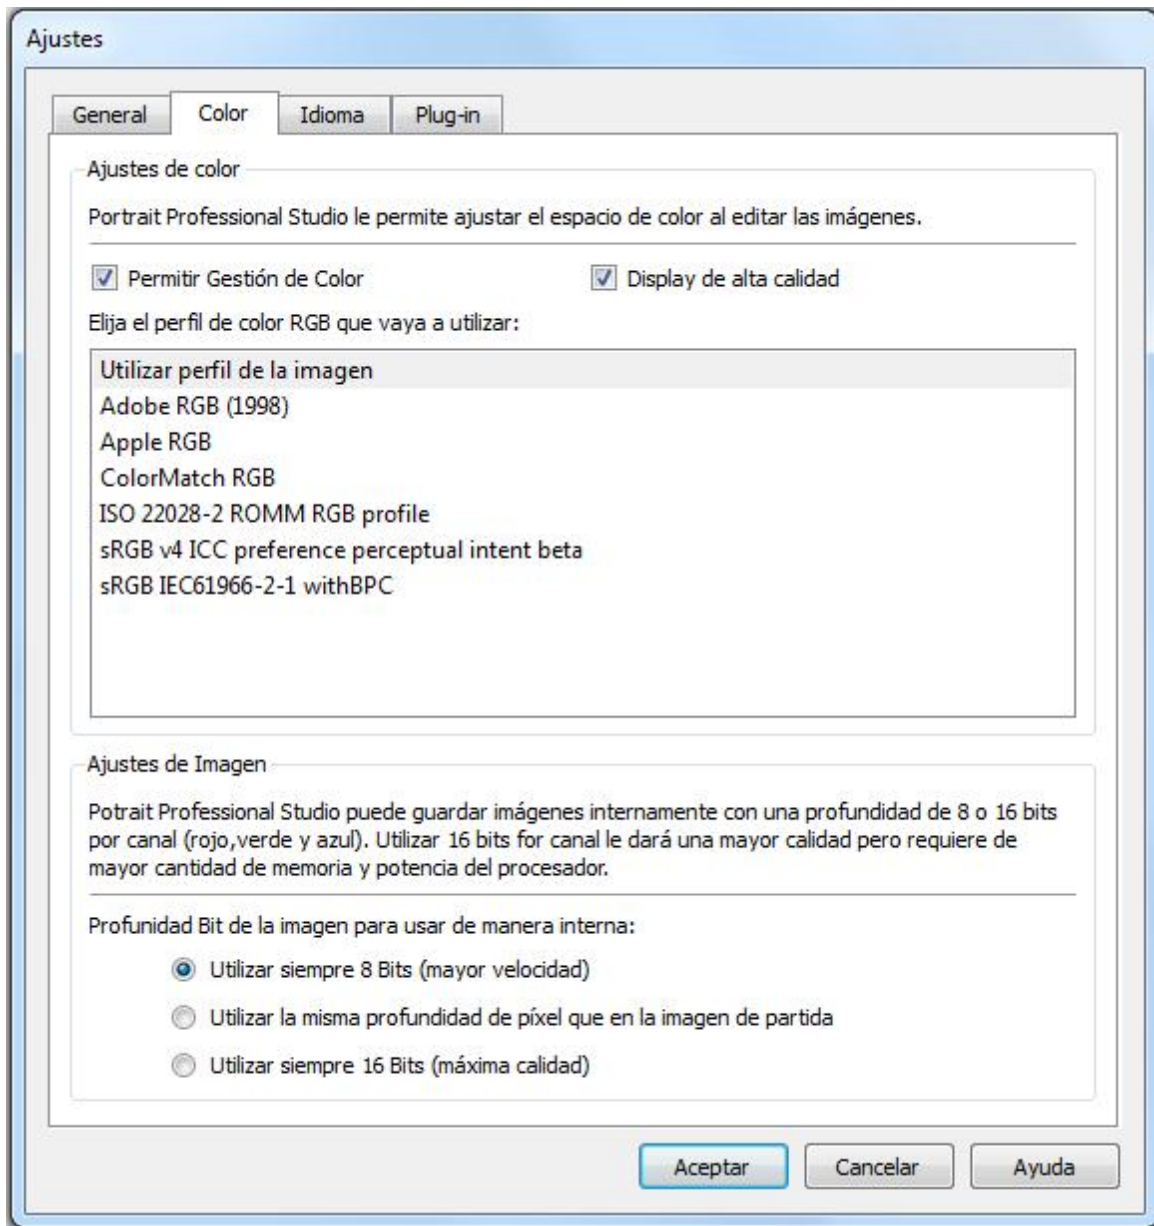 Ajustes
General Color Idioma Plug-in
Ajustes de color
Portrait Professional Studio le permite ajustar el espacio de color al editar las imágenes.
Permitir Gestión de Color Display de alta calidad
Elija el perfil de color RGB que vaya a utilizar:
Utilizar perfil de la imagen
Adobe RGB (1998)
Apple RGB
ColorMatch RGB
ISO 22028-2 ROMM RGB profile
sRGB v4 ICC preference perceptual intent beta
sRGB IEC61966-2-1 withBPC
Ajustes de Imagen
Potrait Professional Studio puede guardar imágenes internamente con una profundidad de 8 o 16 bits
por canal (rojo,verde y azul). Utilizar 16 bits for canal le dará una mayor calidad pero requiere de
mayor cantidad de memoria y potencia del procesador.
Profunidad Bit de la imagen para usar de manera interna:
Utilizar siempre 8 Bits (mayor velocidad)
Utilizar la misma profundidad de píxel que en la imagen de partida
Utilizar siempre 16 Bits (máxima calidad)
Aceptar Cancelar Ayuda